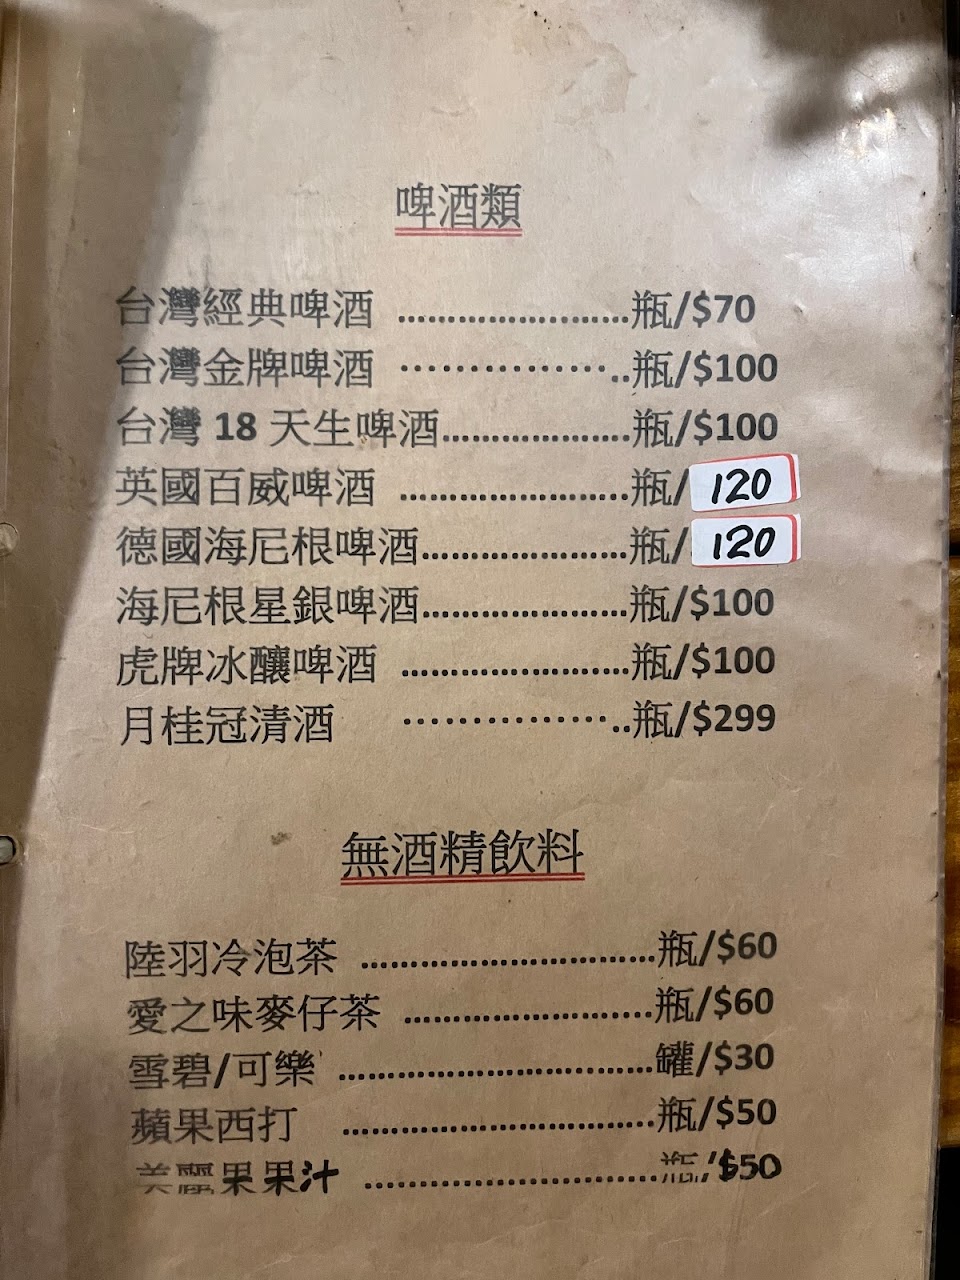 啤酒類
台灣經典啤酒 ........................瓶/$70
台灣金牌啤酒 ··················..瓶/$100
台灣 18 天生啤酒....................瓶/$100
英國百威啤酒 ........................瓶/ 120
德國海尼根啤酒......................瓶/ 120
海尼根星銀啤酒......................瓶/$100
虎牌冰釀啤酒 ........................瓶/$100
月桂冠清酒 ··················..瓶/$299
無酒精飲料
陸羽冷泡茶 ..............................瓶/$60
愛之味麥仔茶 ..........................瓶/$60
雪碧/可樂 ................................罐/$30
蘋果西打 ................................瓶/$50
美麗果果汁 ..............................瓶/$50